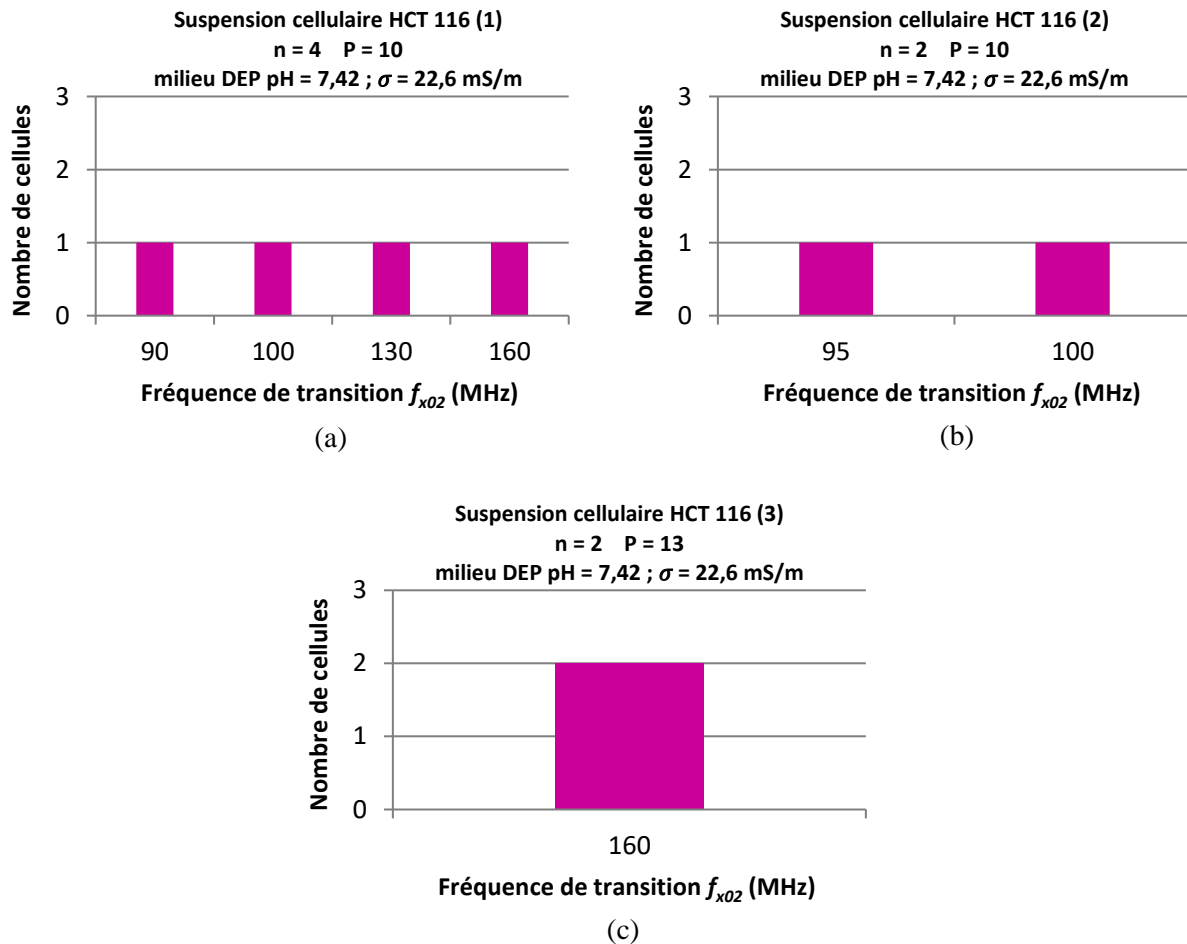 Suspension cellulaire HCT 116 (1)
n = 4 P = 10
milieu DEP pH = 7,42 ; σ = 22,6 mS/m
Nombre de cellules
3
2
1
0
90 100 130 160
Fréquence de transition fx02 (MHz)
(a)
Suspension cellulaire HCT 116 (2)
n = 2 P = 10
milieu DEP pH = 7,42 ; σ = 22,6 mS/m
Nombre de cellules
3
2
1
0
95 100
Fréquence de transition fx02 (MHz)
(b)
Suspension cellulaire HCT 116 (3)
n = 2 P = 13
milieu DEP pH = 7,42 ; σ = 22,6 mS/m
Nombre de cellules
3
2
1
0
160
Fréquence de transition fx02 (MHz)
(c)